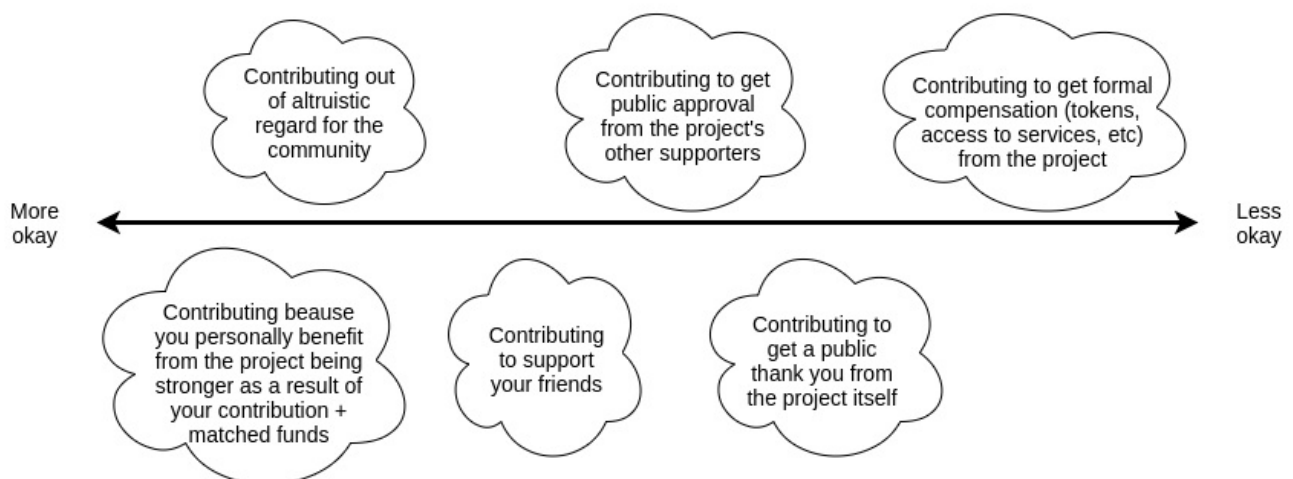 Contributing out
of altruistic
regard for the
community
Contributing to get
public approval
from the project's
other supporters
Contributing to get formal
compensation (tokens,
access to services, etc)
from the project
More
okay
Less
okay
Contributing beause
you personally benefit
from the project being
stronger as a result of
your contribution +
matched funds
Contributing
to support
your friends
Contributing to
get a public
thank you from
the project itself